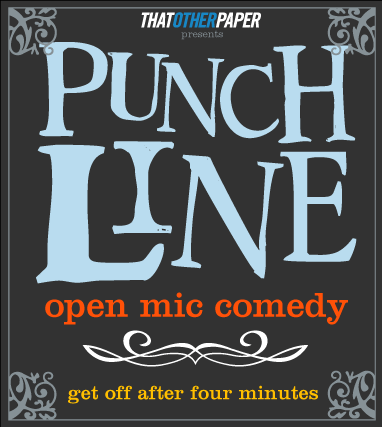 THATOTHERPAPER
presents
PUNCH
LINE
open mic comedy
get off after four minutes